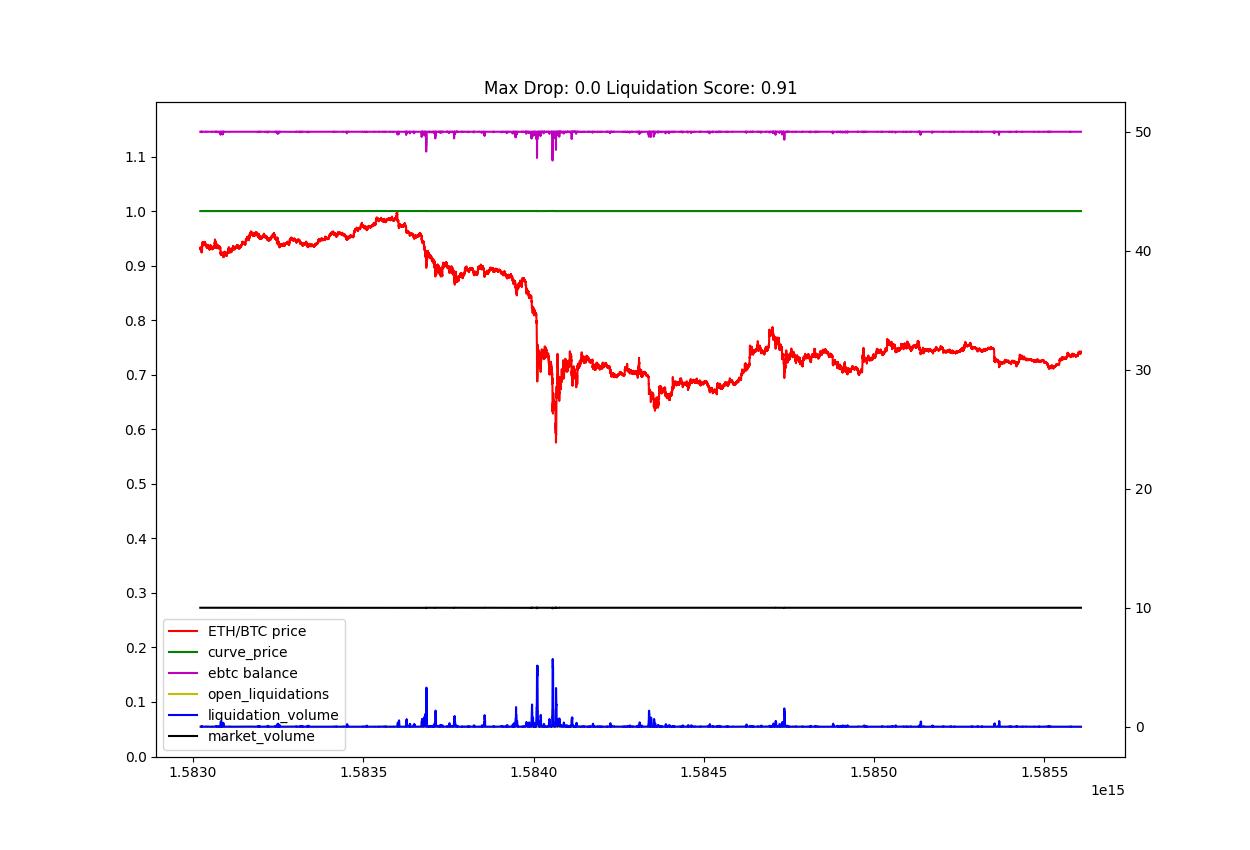 Max Drop: 0.0 Liquidation Score: 0.91
1.1
1.0
0.9
0.8
0.7
0.6
0.5
0.4
0.3
0.2
0.1
0.0
50
40
30
20
10
0
ETH/BTC price
curve_price
ebtc balance
open_liquidations
liquidation_volume
market_volume
1.5830 1.5835 1.5840 1.5845 1.5850 1.5855
1e15